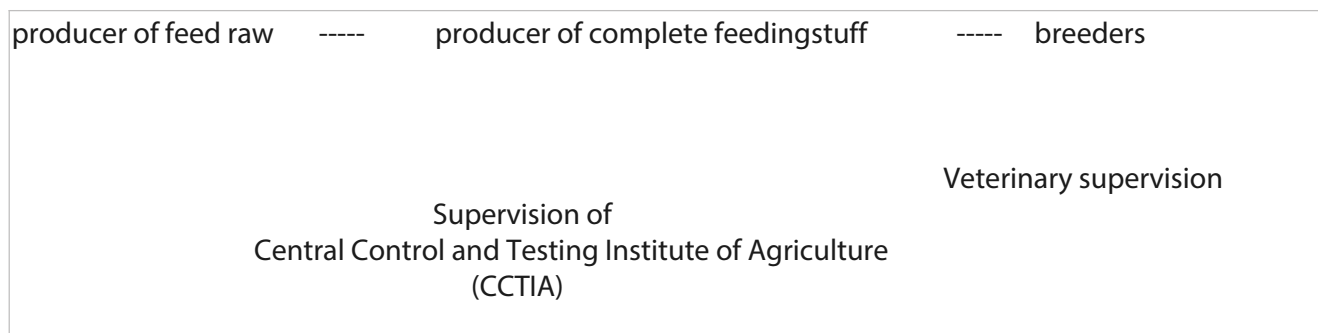 producer of feed raw ----- producer of complete feedingstuff ----- breeders
Veterinary supervision
Supervision of
Central Control and Testing Institute of Agriculture
(CCTIA)